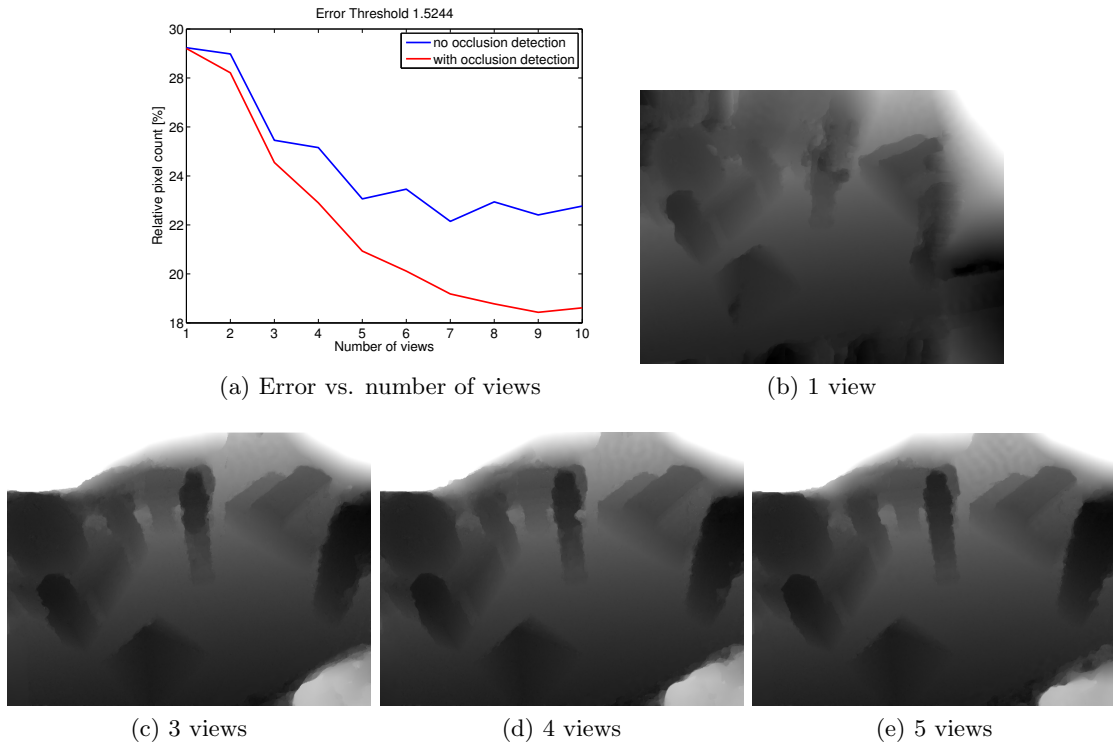 Error Threshold 1.5244
30
28
26
24
22
20
18
Relative pixel count [%]
no occlusion detection
with occlusion detection
1 2 3 4 5 6 7 8 9 10
Number of views
(a) Error vs. number of views
(b) 1 view
(c) 3 views
(d) 4 views
(e) 5 views